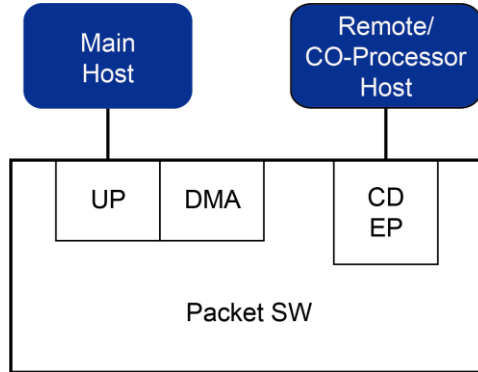 Main
Host
Remote/
CO-Processor
Host
UP
DMA
CD
EP
Packet SW